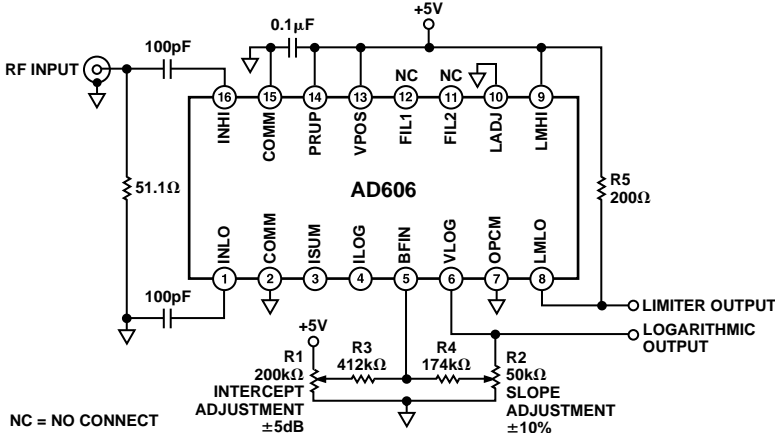 +5V
0.1µF
100pF
RF INPUT
NC
NC
16
15
14
13
12
11
10
9
INHI
COMM
PRUP
VPOS
FIL1
FIL2
LADJ
LMHI
51.1Ω
AD606
R5
200Ω
INLO
COMM
ISUM
ILOG
BFIN
VLOG
OPCM
LMLO
1
2
3
4
5
6
7
8
100pF
LIMITER OUTPUT
LOGARITHMIC
OUTPUT
+5V
R1
200kΩ
INTERCEPT
ADJUSTMENT
±5dB
R3
412kΩ
R4
174kΩ
R2
50kΩ
SLOPE
ADJUSTMENT
±10%
NC = NO CONNECT